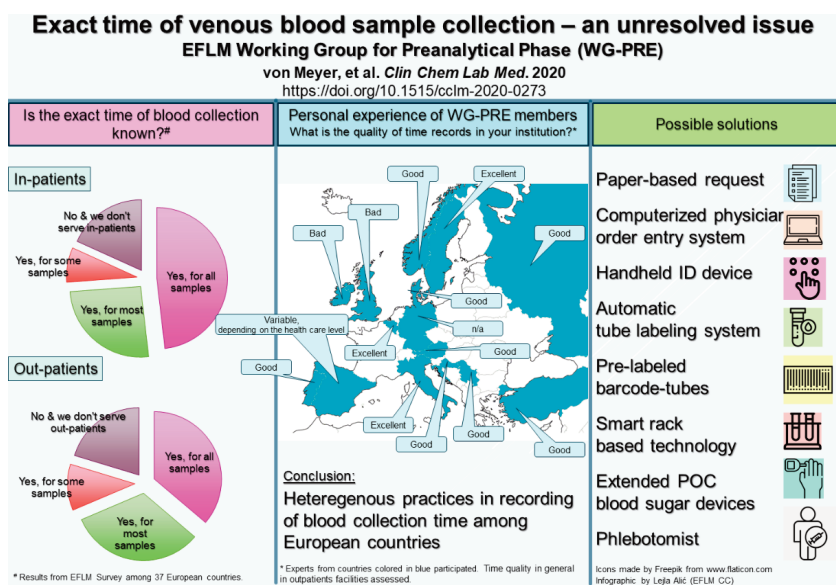 Exact time of venous blood sample collection – an unresolved issue
EFLM Working Group for Preanalytical Phase (WG-PRE)
von Meyer, et al. Clin Chem Lab Med. 2020
https://doi.org/10.1515/cclm-2020-0273
Is the exact time of blood collection
known?#
In-patients
No & we don't
serve in-patients
Yes, for some
samples
Yes, for all
samples
Yes, for most
samples
Out-patients
No & we don't serve
out-patients
Yes, for all
samples
Yes, for some
samples
Yes, for
most
samples
# Results from EFLM Survey among 37 European countries.
Personal experience of WG-PRE members
What is the quality of time records in your institution?*
Good
Excellent
Bad
Bad
Good
Good
Variable,
depending on the health care level
n/a
Excellent
Good
Good
Excellent
Good
Good
Good
Conclusion:
Heteregenous practices in recording
of blood collection time among
European countries
* Experts from countries colored in blue participated. Time quality in general
in outpatients facilities assessed.
Possible solutions
Paper-based request
Computerized physician
order entry system
Handheld ID device
Automatic
tube labeling system
Pre-labeled
barcode-tubes
Smart rack
based technology
Extended POC
blood sugar devices
Phlebotomist
Icons made by Freepik from www.flaticon.com
Infographic by Lejla Alić (EFLM CC)